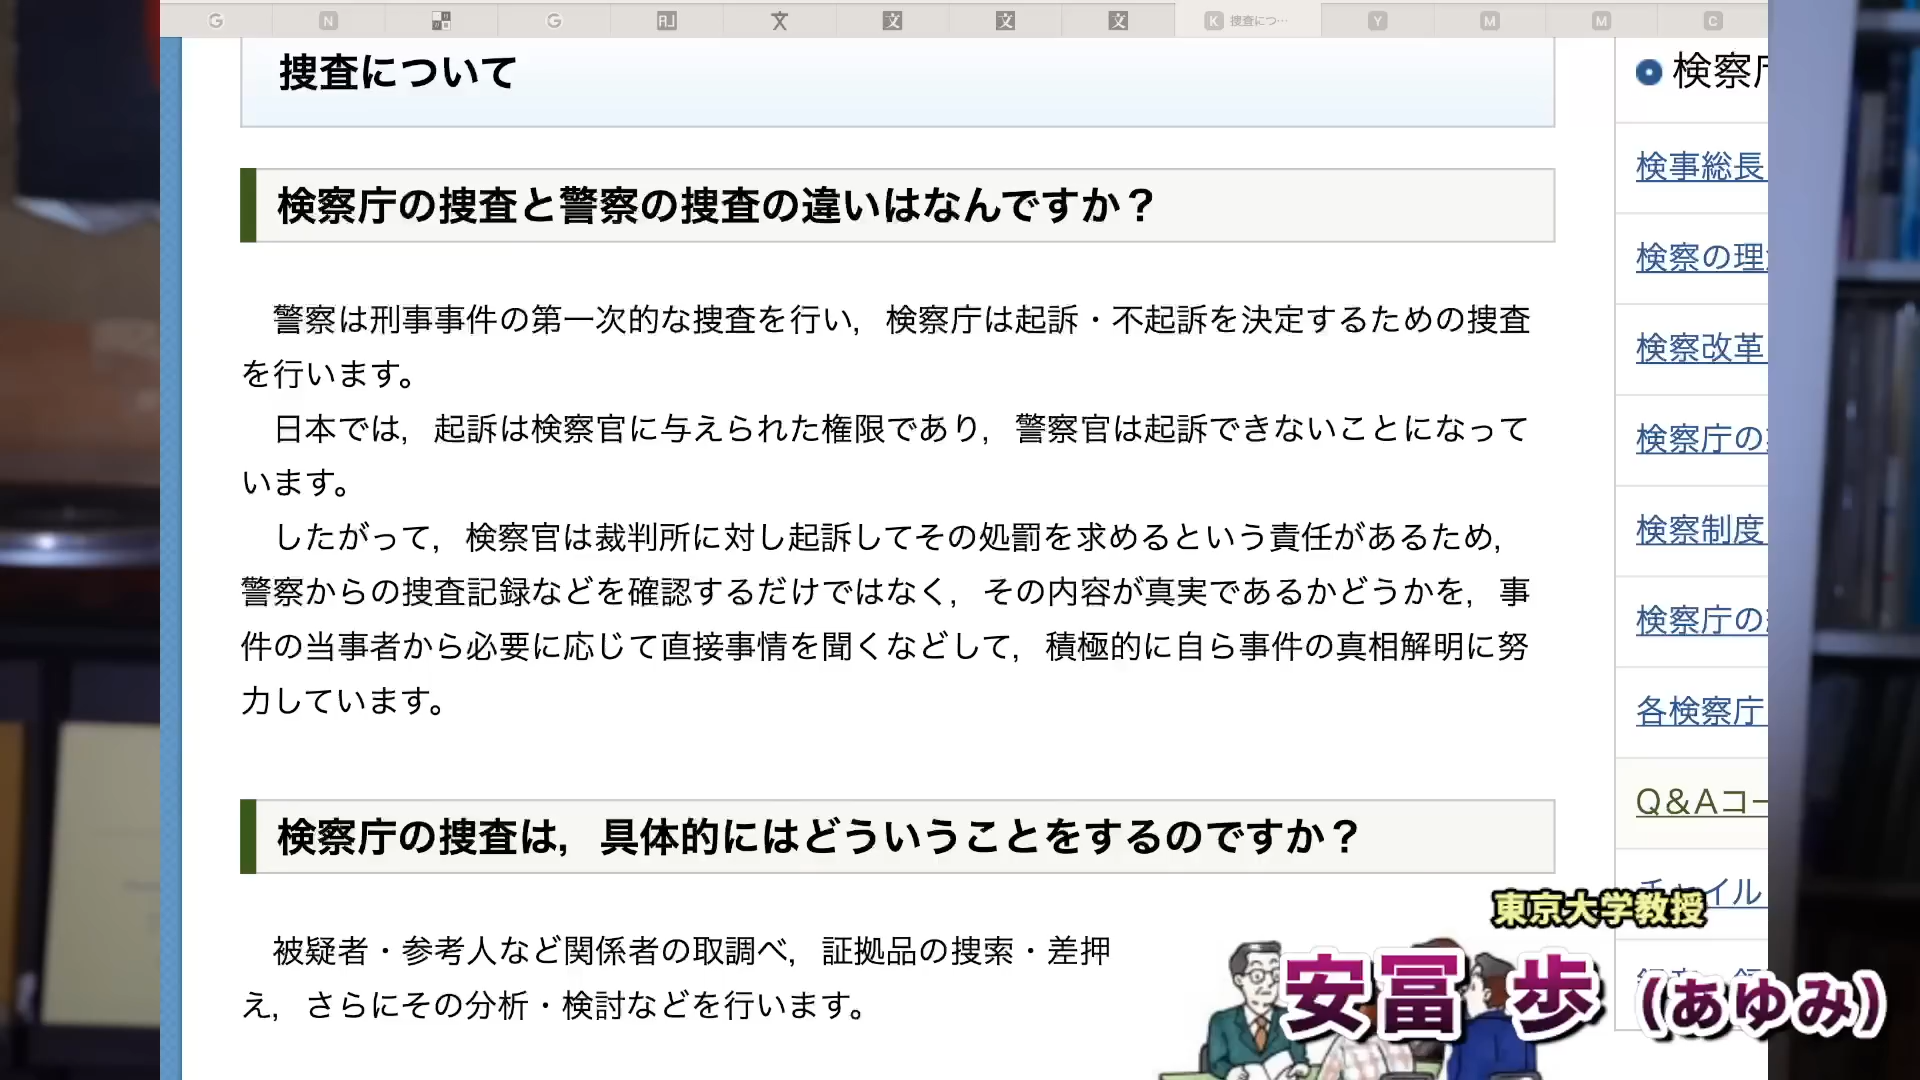 捜査につ…
捜査について
検察庁の捜査と警察の捜査の違いはなんですか？
警察は刑事事件の第一次的な捜査を行い，検察庁は起訴・不起訴を決定するための捜査
を行います。
日本では，起訴は検察官に与えられた権限であり，警察官は起訴できないことになって
います。
したがって，検察官は裁判所に対し起訴してその処罰を求めるという責任があるため，
警察からの捜査記録などを確認するだけではなく，その内容が真実であるかどうかを，事
件の当事者から必要に応じて直接事情を聞くなどして，積極的に自ら事件の真相解明に努
力しています。
検察庁の捜査は，具体的にはどういうことをするのですか？
被疑者・参考人など関係者の取調べ，証拠品の捜索・差押
え，さらにその分析・検討などを行います。
検察庁
検事総長
検察の理
検察改革
検察庁の
検察制度
検察庁の
各検察庁
Q＆Aコー
東京大学教授
安冨 歩（あゆみ）